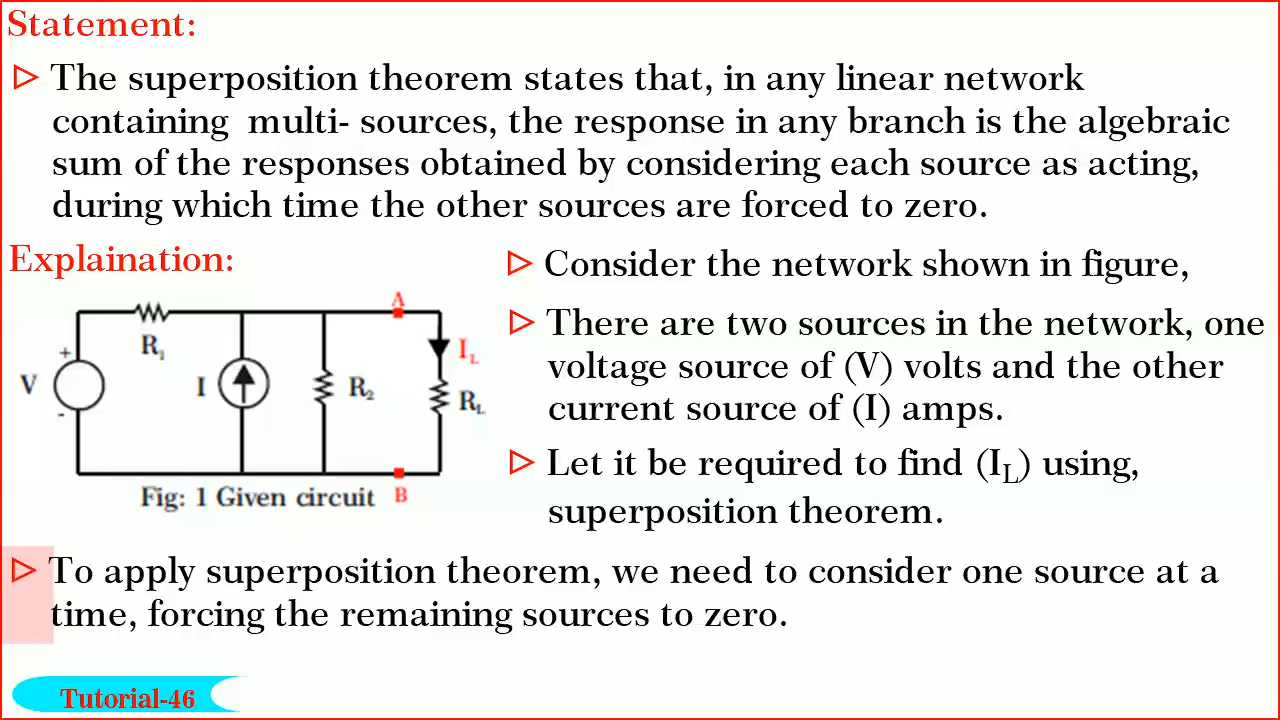 Statement:
The superposition theorem states that, in any linear network
containing multi- sources, the response in any branch is the algebraic
sum of the responses obtained by considering each source as acting,
during which time the other sources are forced to zero.
Explaination:
A
R₁
I_L
+
V
-
I
R₂
R_L
Fig: 1 Given circuit
B
Consider the network shown in figure,
There are two sources in the network, one
voltage source of (V) volts and the other
current source of (I) amps.
Let it be required to find (I_L) using,
superposition theorem.
To apply superposition theorem, we need to consider one source at a
time, forcing the remaining sources to zero.
Tutorial-46